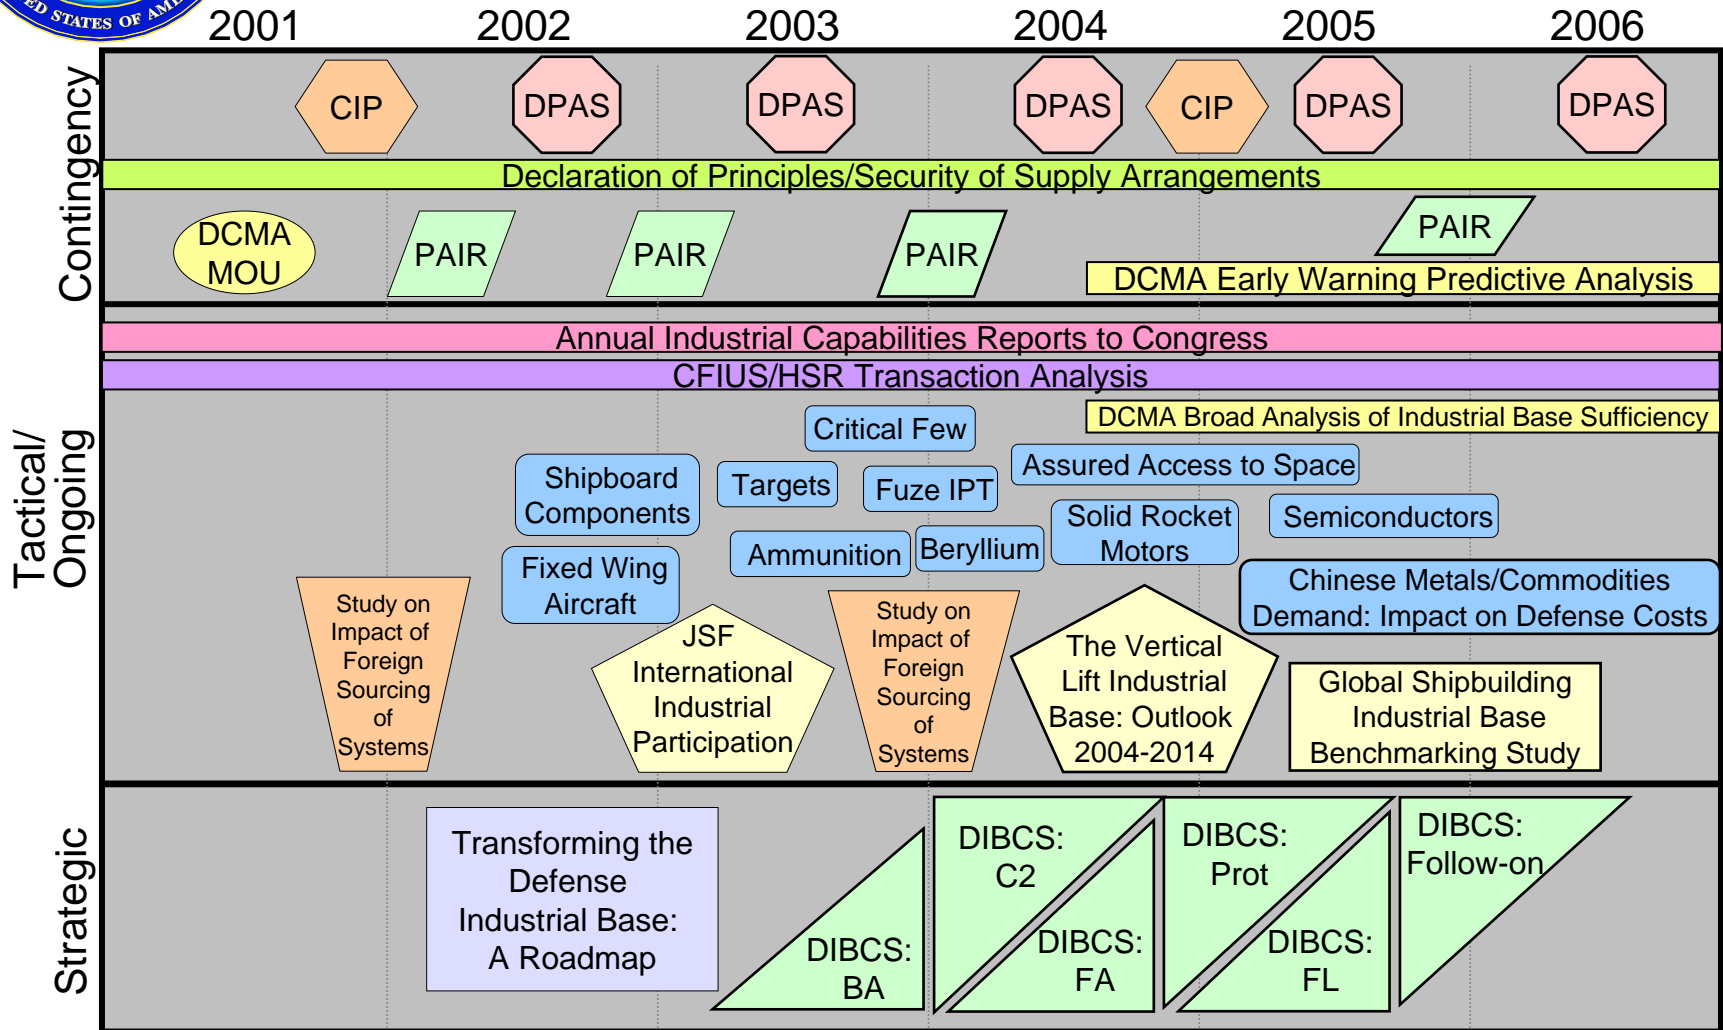 ED STATES OF AME
2001 2002 2003 2004 2005 2006
Contingency
CIP DPAS DPAS DPAS CIP DPAS DPAS
Declaration of Principles/Security of Supply Arrangements
DCMA
MOU
PAIR
PAIR
PAIR
PAIR
DCMA Early Warning Predictive Analysis
Tactical/
Ongoing
Annual Industrial Capabilities Reports to Congress
CFIUS/HSR Transaction Analysis
DCMA Broad Analysis of Industrial Base Sufficiency
Critical Few
Shipboard
Components
Targets
Fuze IPT
Assured Access to Space
Ammunition
Beryllium
Solid Rocket
Motors
Semiconductors
Fixed Wing
Aircraft
Chinese Metals/Commodities
Demand: Impact on Defense Costs
Study on
Impact of
Foreign
Sourcing
of
Systems
JSF
International
Industrial
Participation
Study on
Impact of
Foreign
Sourcing
of
Systems
The Vertical
Lift Industrial
Base: Outlook
2004-2014
Global Shipbuilding
Industrial Base
Benchmarking Study
Strategic
Transforming the
Defense
Industrial Base:
A Roadmap
DIBCS:
BA
DIBCS:
C2
DIBCS:
FA
DIBCS:
Prot
DIBCS:
FL
DIBCS:
Follow-on